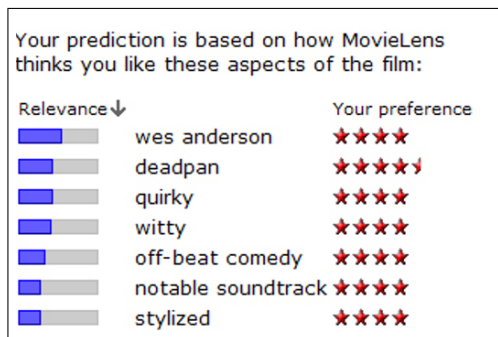 Your prediction is based on how MovieLens
thinks you like these aspects of the film:
Relevance Your preference
wes anderson
deadpan
quirky
witty
off-beat comedy
notable soundtrack
stylized